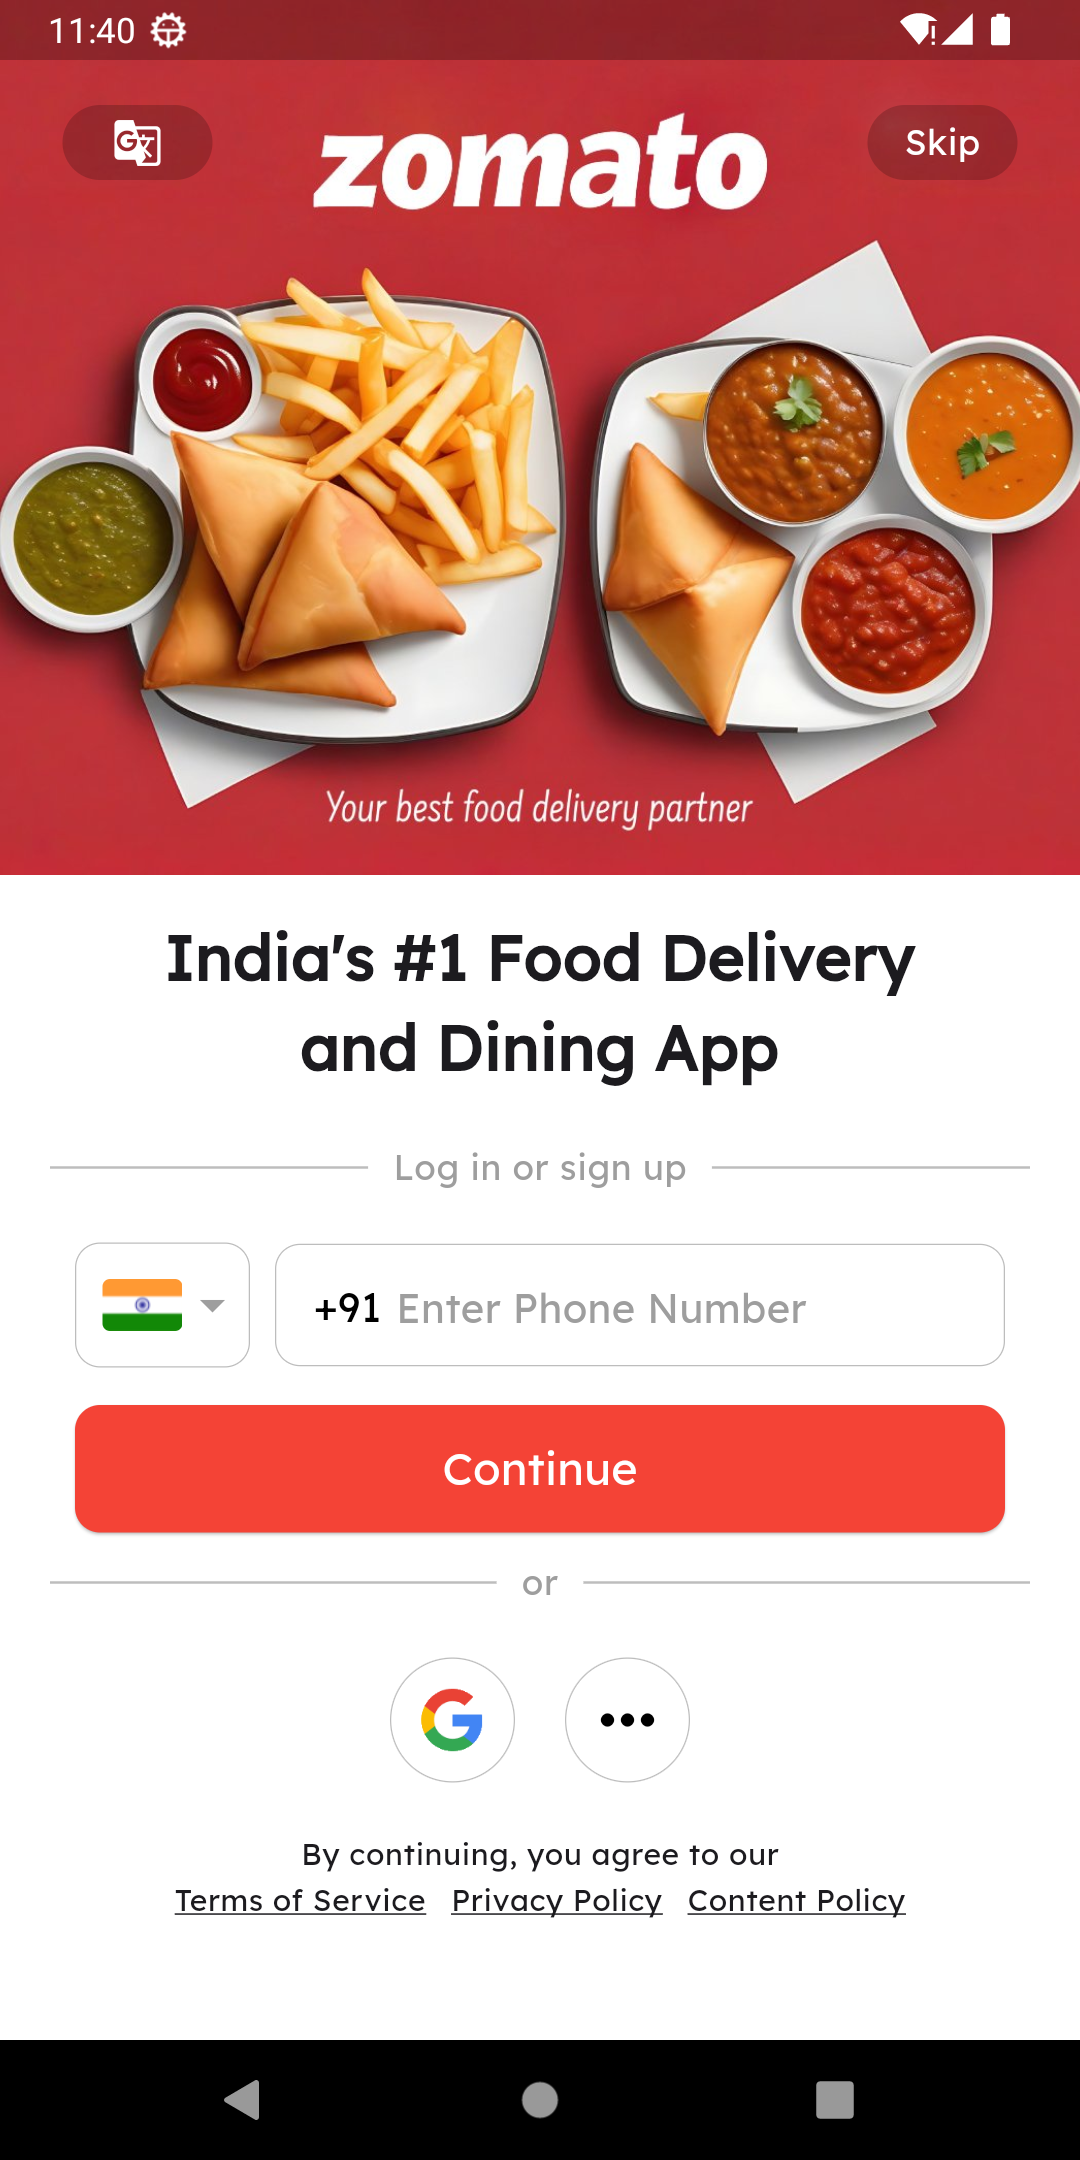 11:40
zomato
Skip
Your best food delivery partner
India's #1 Food Delivery
and Dining App
Log in or sign up
+91 Enter Phone Number
Continue
or
By continuing, you agree to our
Terms of Service Privacy Policy Content Policy